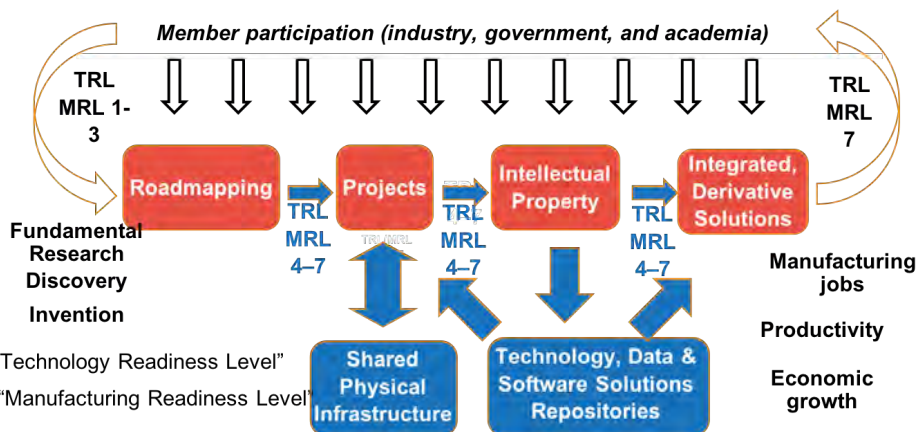 Member participation (industry, government, and academia)
TRL
MRL 1-
3
TRL
MRL
7
Roadmapping
Projects
Intellectual
Property
Integrated,
Derivative
Solutions
TRL
MRL
4–7
TRL/MRL
TRL
MRL
4–7
TRL
MRL
4–7
Fundamental
Research
Discovery
Invention
Manufacturing
jobs
Productivity
Economic
growth
Shared
Physical
Infrastructure
Technology, Data &
Software Solutions
Repositories
Technology Readiness Level”
“Manufacturing Readiness Level”